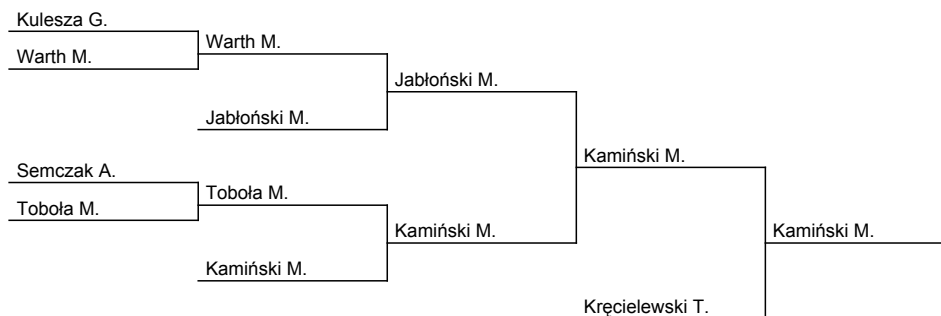 Kulesza G.
Warth M.
Warth M.
Jabłoński M.
Jabłoński M.
Semczak A.
Toboła M.
Toboła M.
Kamiński M.
Kamiński M.
Kamiński M.
Kręcielewski T.
Kamiński M.